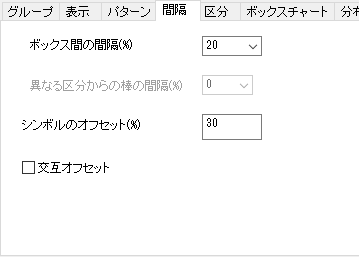 グループ 表示 パターン 間隔 区分 ボックスチャート 分布
ボックス間の間隔(%) 20
異なる区分からの棒の間隔(%) 0
シンボルのオフセット(%) 30
交互オフセット